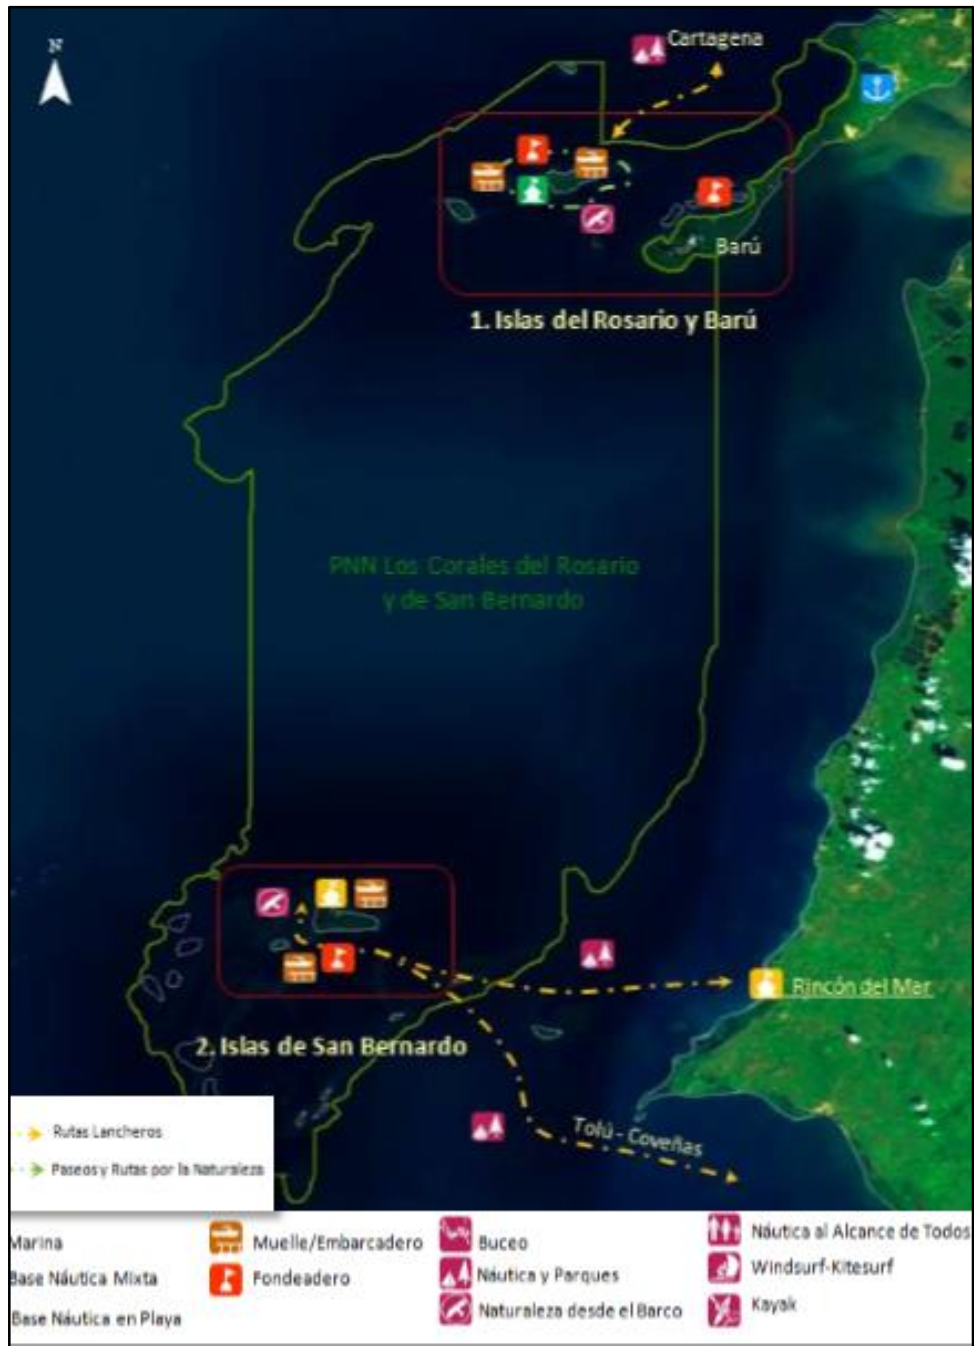 N
Cartagena
Barú
1. Islas del Rosario y Barú
PNN Los Corales del Rosario
y de San Bernardo
Rincón del Mar
2. Islas de San Bernardo
Tolú - Coveñas
Rutas Lancheros
Paseos y Rutas por la Naturaleza
Marina
Base Náutica Mixta
Base Náutica en Playa
Muelle/Embarcadero
Fondeadero
Buceo
Náutica y Parques
Naturaleza desde el Barco
Náutica al Alcance de Todos
Windsurf-Kitesurf
Kayak